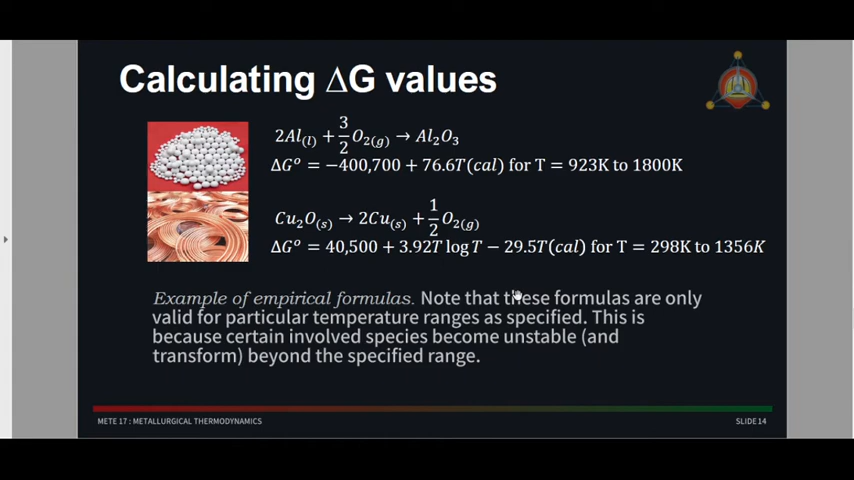 Calculating ΔG values
2Al(l) + 3/2 O2(g) → Al2O3
ΔG° = −400,700 + 76.6T(cal) for T = 923K to 1800K
Cu2O(s) → 2Cu(s) + 1/2 O2(g)
ΔG° = 40,500 + 3.92T log T − 29.5T(cal) for T = 298K to 1356K
Example of empirical formulas. Note that these formulas are only
valid for particular temperature ranges as specified. This is
because certain involved species become unstable (and
transform) beyond the specified range.
METE 17 : METALLURGICAL THERMODYNAMICS
SLIDE 14